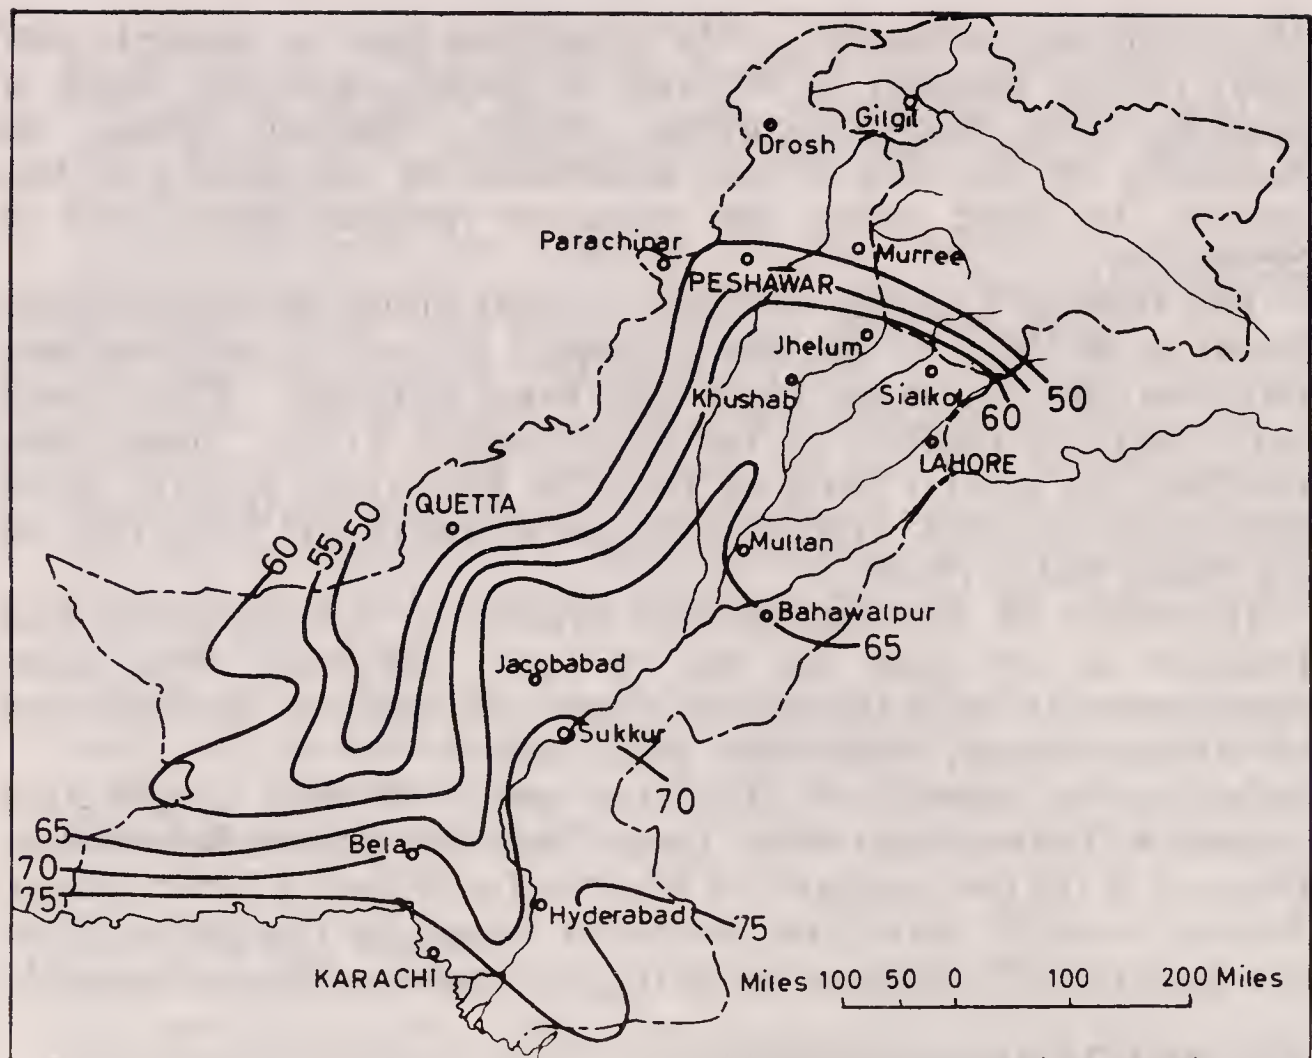 Gilgit
Drosh
Parachinar
Murree
PESHAWAR
Jhelum
Khushab
Sialkot
50
60
LAHORE
QUETTA
50
55
60
Multan
Bahawalpur
65
Jacobabad
Sukkur
70
65
Bela
70
75
Hyderabad
75
KARACHI
Miles 100 50 0 100 200 Miles